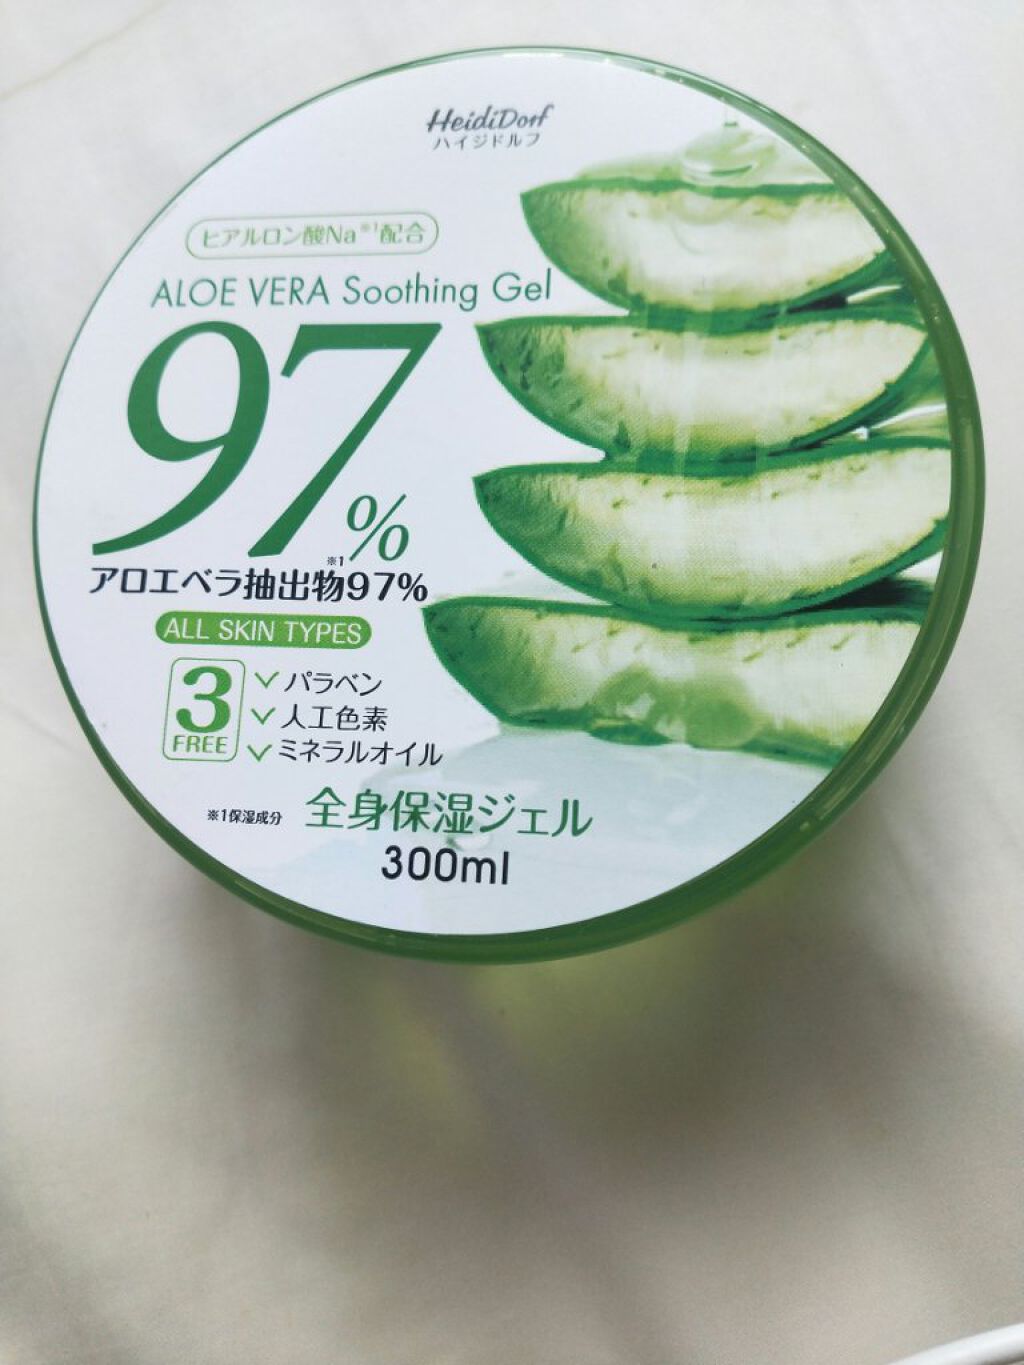 HeidiDorf
ハイジドルフ
ヒアルロン酸Na※1配合
ALOE VERA Soothing Gel
97%
アロエベラ抽出物※1 97%
ALL SKIN TYPES
3 FREE
パラベン
人工色素
ミネラルオイル
※1保湿成分
全身保湿ジェル
300ml